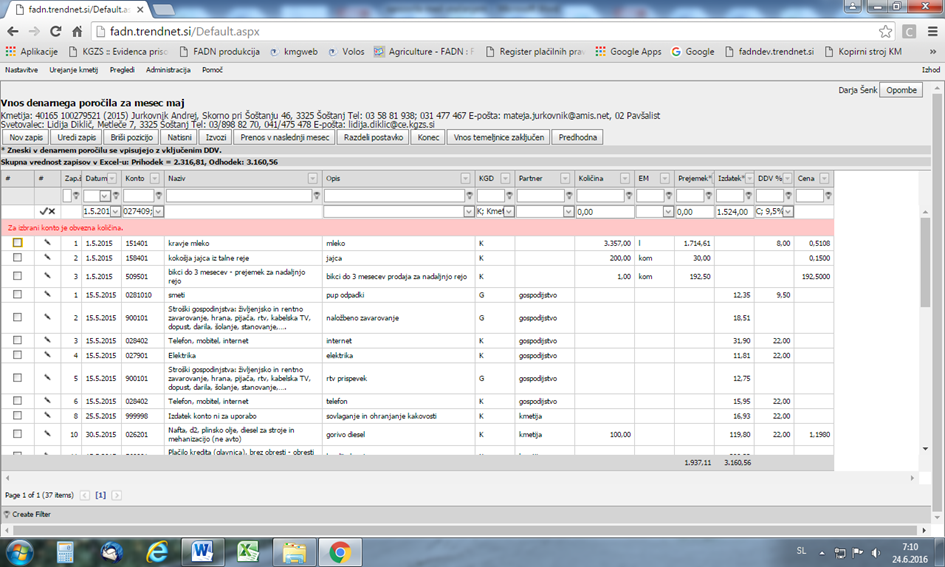 fadn.trendnet.si/Default.as
fadn.trendnet.si/Default.aspx
Aplikacije KGZS :: Evidenca prisc FADN produkcija kmgweb Volos Agriculture - FADN : F Register plačilnih pra Google Apps Google fadndev.trendnet.si Kopirni stroj KM »
Nastavitve Urejanje kmetij Pregledi Administracija Pomoč Izhod
Darja Šenk Opombe
Vnos denarnega poročila za mesec maj
Kmetija: 40165 100279521 (2015) Jurkovnik Andrej, Skorno pri Šoštanju 46, 3325 Šoštanj Tel: 03 58 81 938; 031 477 467 E-pošta: mateja.jurkovnik@amis.net, 02 Pavšalist
Svetovalec: Lidija Diklić, Metleče 7, 3325 Šoštanj Tel: 03/898 82 70, 041/475 478 E-pošta: lidija.diklic@ce.kgzs.si
Nov zapis Uredi zapis Briši pozicijo Natisni Izvozi Prenos v naslednji mesec Razdeli postavko Konec Vnos temeljnice zaključen Predhodna
* Zneski v denarnem poročilu se vpisujejo z vključenim DDV.
Skupna vrednost zapisov v Excel-u: Prihodek = 2.316,81, Odhodek: 3.160,56
# # Zap.š Datum Konto Naziv Opis KGD Partner Količina EM Prejemek* Izdatek* DDV % Cena
1.5.201 027409; K; Kmet 0,00 0,00 1.524,00 C; 9,5%
Za izbrani konto je obvezna količina.
1 1.5.2015 151401 kravje mleko mleko K 3.357,00 l 1.714,61 8,00 0,5108
2 1.5.2015 158401 kokošja jajca iz talne reje jajca K 200,00 kom 30,00 0,1500
3 1.5.2015 509501 bikci do 3 mesecev - prejemek za nadaljnjo rejo bikci do 3 mesecev prodaja za nadaljnjo rejo K 1,00 kom 192,50 192,5000
1 15.5.2015 0281010 smeti pup odpadki G gospodijstvo 12,35 9,50
2 15.5.2015 900101 Stroški gospodinjstva: življenjsko in rentno zavarovanje, hrana, pijača, rtv, kabelska TV, dopust, darila, šolanje, stanovanje,.... naložbeno zavarovanje G gospodijstvo 18,51
3 15.5.2015 028402 Telefon, mobitel, internet internet K gospodijstvo 31,90 22,00
4 15.5.2015 027901 Elektrika elektrika K gospodijstvo 11,81 22,00
5 15.5.2015 900101 Stroški gospodinjstva: življenjsko in rentno zavarovanje, hrana, pijača, rtv, kabelska TV, dopust, darila, šolanje, stanovanje,.... rtv prispevek G gospodijstvo 12,75
6 15.5.2015 028402 Telefon, mobitel, internet telefon K gospodijstvo 15,95 22,00
8 25.5.2015 999998 Izdatek konto ni za uporabo sovlaganje in ohranjanje kakovosti K kmetija 16,93 22,00
10 30.5.2015 026201 Nafta, d2, plinsko olje, diesel za stroje in mehanizacijo (ne avto) gorivo diesel K kmetija 100,00 119,80 22,00 1,1980
Plačilo kredita (glavnica), brez obresti - obresti
1.937,11 3.160,56
Page 1 of 1 (37 items) [1]
Create Filter
SL 7:10
24.6.2016